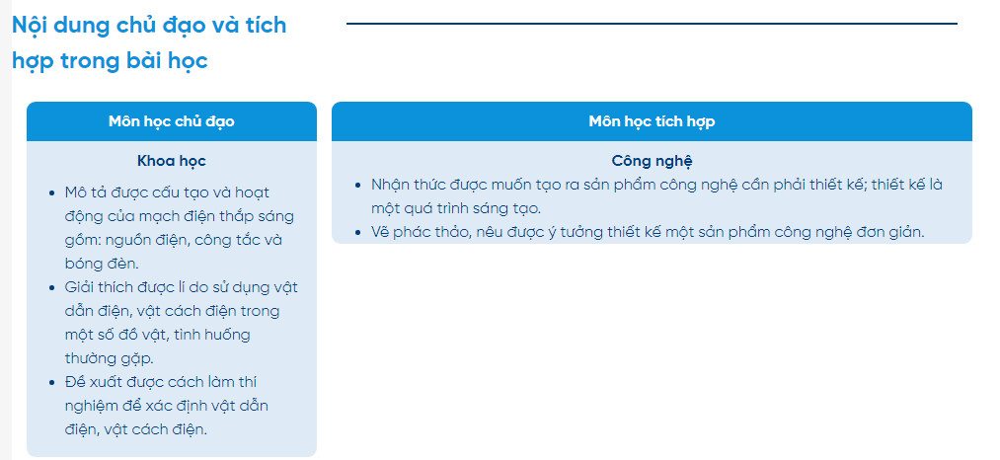 Nội dung chủ đạo và tích
hợp trong bài học
Môn học chủ đạo
Khoa học
• Mô tả được cấu tạo và hoạt
động của mạch điện thắp sáng
gồm: nguồn điện, công tắc và
bóng đèn.
• Giải thích được lí do sử dụng vật
dẫn điện, vật cách điện trong
một số đồ vật, tình huống
thường gặp.
• Đề xuất được cách làm thí
nghiệm để xác định vật dẫn
điện, vật cách điện.
Môn học tích hợp
Công nghệ
• Nhận thức được muốn tạo ra sản phẩm công nghệ cần phải thiết kế; thiết kế là
một quá trình sáng tạo.
• Vẽ phác thảo, nêu được ý tưởng thiết kế một sản phẩm công nghệ đơn giản.